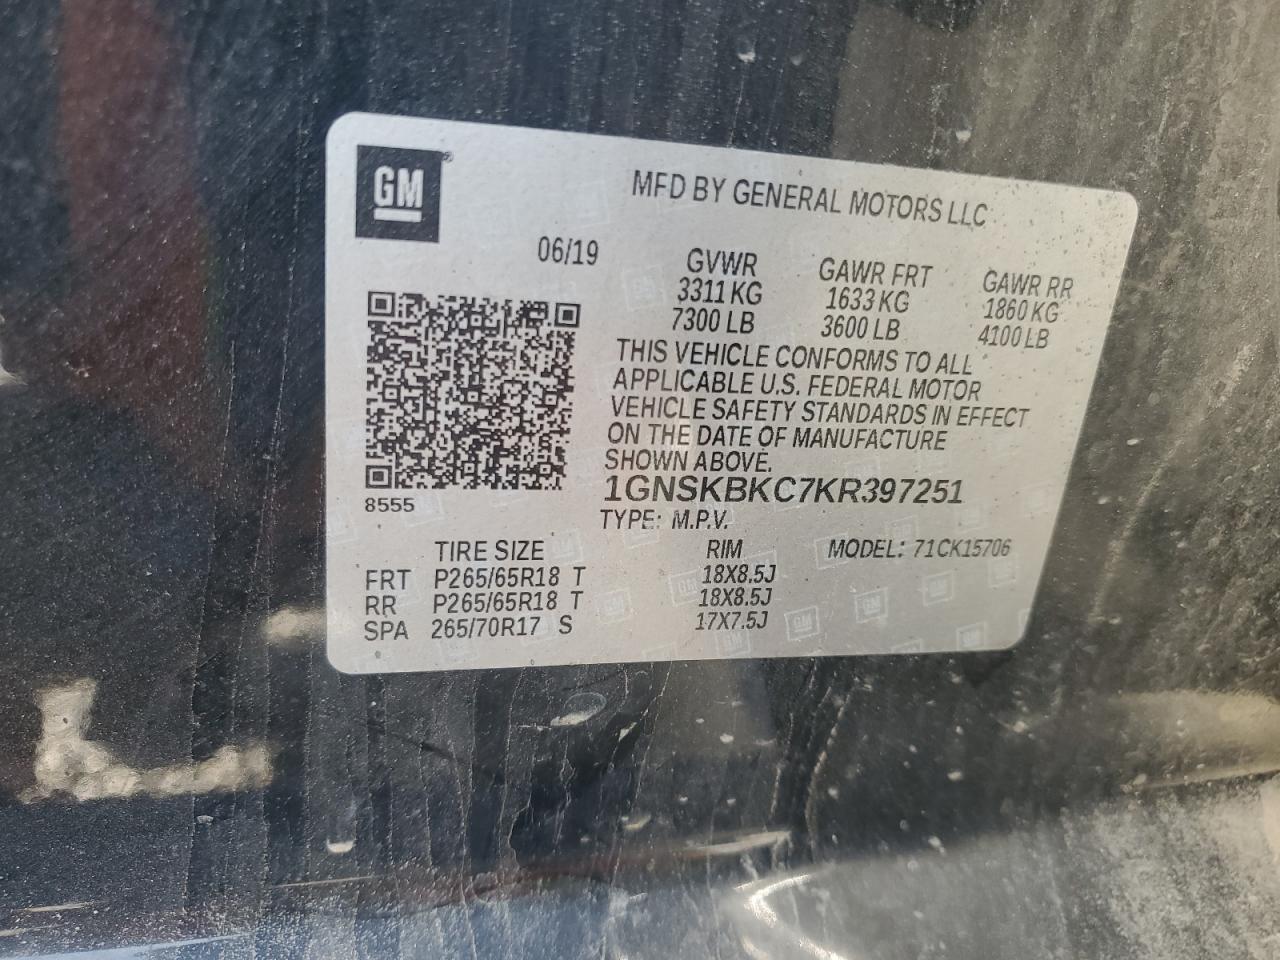 GM
MFD BY GENERAL MOTORS LLC
06/19
GVWR GAWR FRT GAWR RR
3311 KG 1633 KG 1860 KG
7300 LB 3600 LB 4100 LB
THIS VEHICLE CONFORMS TO ALL
APPLICABLE U.S. FEDERAL MOTOR
VEHICLE SAFETY STANDARDS IN EFFECT
ON THE DATE OF MANUFACTURE
SHOWN ABOVE.
1GNSKBKC7KR397251
8555
TYPE: M.P.V.
TIRE SIZE RIM MODEL: 71CK15706
FRT P265/65R18 T 18X8.5J
RR P265/65R18 T 18X8.5J
SPA 265/70R17 S 17X7.5J